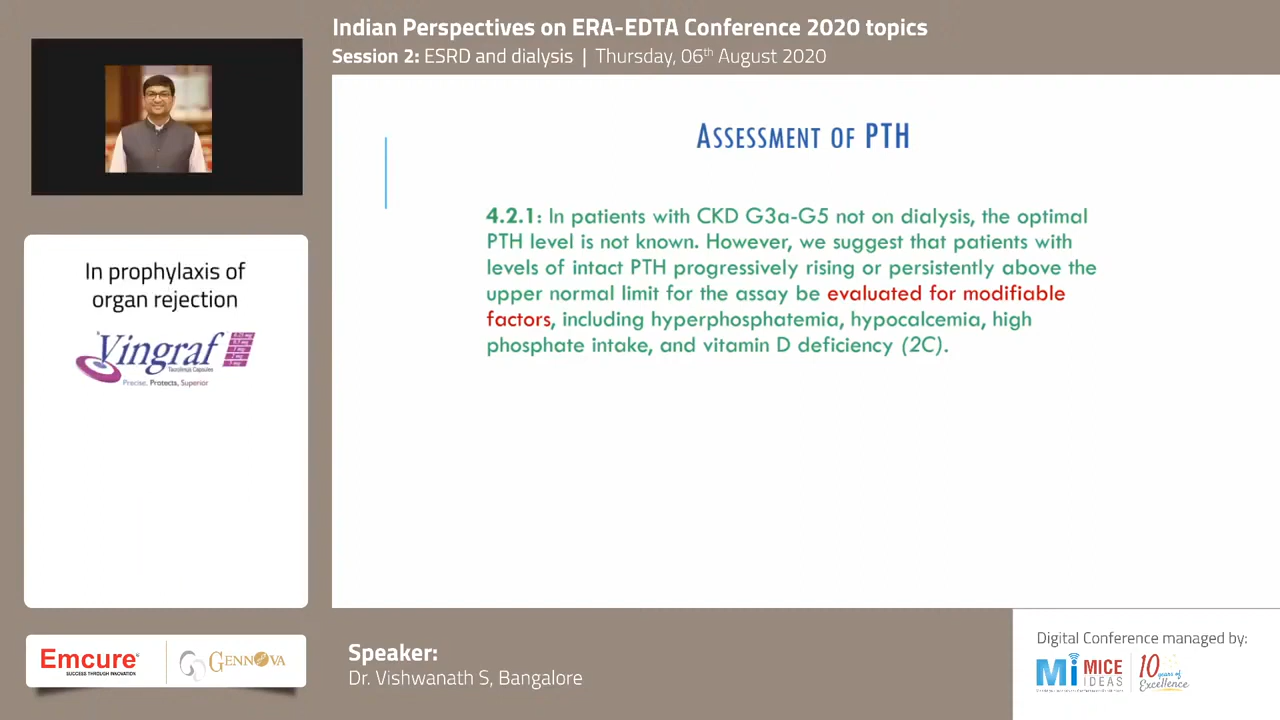 Indian Perspectives on ERA-EDTA Conference 2020 topics
Session 2: ESRD and dialysis | Thursday, 06th August 2020
ASSESSMENT OF PTH
4.2.1: In patients with CKD G3a-G5 not on dialysis, the optimal
PTH level is not known. However, we suggest that patients with
levels of intact PTH progressively rising or persistently above the
upper normal limit for the assay be evaluated for modifiable
factors, including hyperphosphatemia, hypocalcemia, high
phosphate intake, and vitamin D deficiency (2C).
In prophylaxis of
organ rejection
Vingraf
Tacrolimus Capsules
Precise, Protects, Superior
Emcure®
SUCCESS THROUGH INNOVATION
GENNOVA
Speaker:
Dr. Vishwanath S, Bangalore
Digital Conference managed by:
Mi MICE
IDEAS
10 years of
Excellence